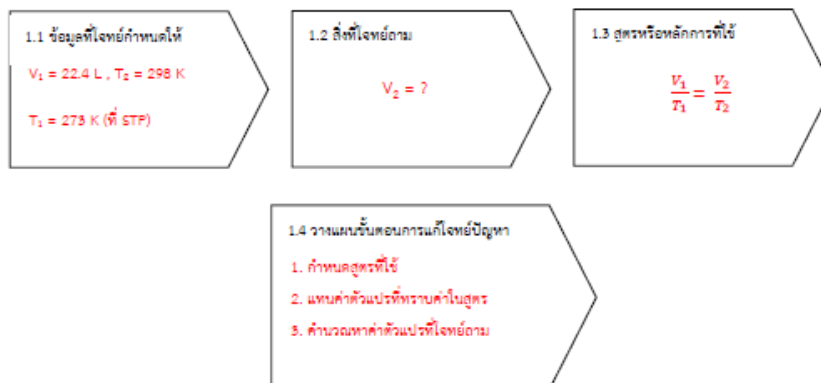 1.1 ข้อมูลที่โจทย์กำหนดให้
V₁ = 22.4 L , T₂ = 298 K
T₁ = 273 K (ที่ STP)
1.2 สิ่งที่โจทย์ถาม
V₂ = ?
1.3 สูตรหรือหลักการที่ใช้
V₁/T₁ = V₂/T₂
1.4 วางแผนขั้นตอนการแก้โจทย์ปัญหา
1. กำหนดสูตรที่ใช้
2. แทนค่าตัวแปรที่ทราบค่าในสูตร
3. คำนวณหาค่าตัวแปรที่โจทย์ถาม